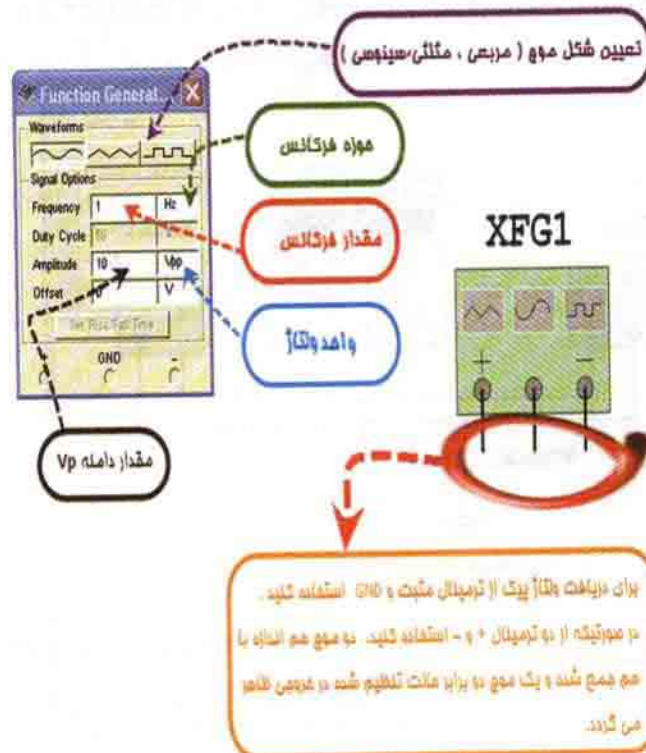 تعیین شکل موج ( مربعی ، مثلثی،سینوسی )
Function Generat...
Waveforms
حوزه فرکانس
Signal Options
Frequency 1 Hz
مقدار فرکانس
XFG1
Duty Cycle 50 %
Amplitude 10 Vpp
Offset 0 V
واحد ولتاژ
Set Rise/Fall Time
+ GND -
+ -
مقدار دامنه Vp
برای دریافت ولتاژ پیک از ترمینال مثبت و GND استفاده کنید.
در صورتیکه از دو ترمینال + و - استفاده کنید، دو موج هم اندازه با
هم جمع شده و یک موج دو برابر حالت تنظیم شده در خروجی ظاهر
می گردد.